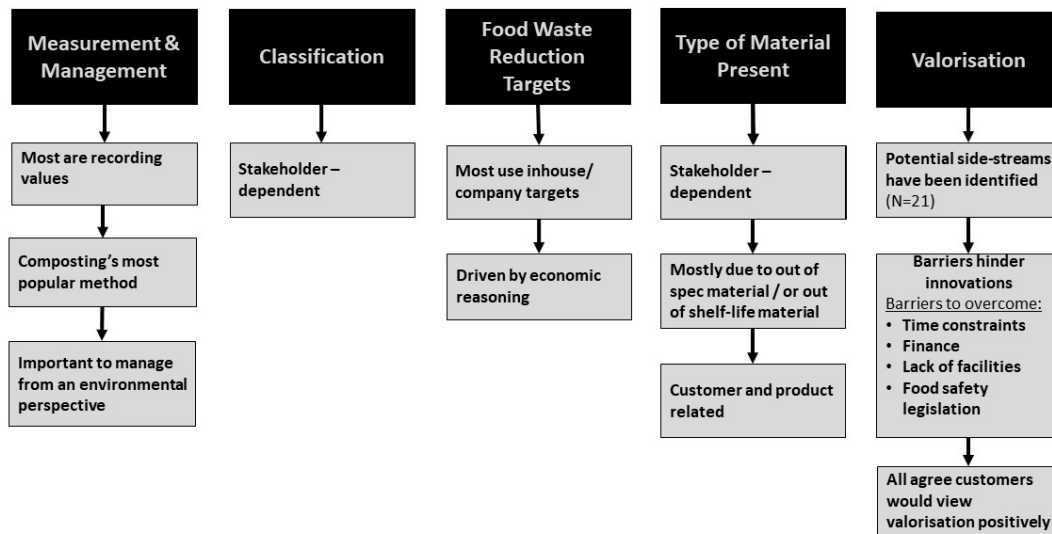 Measurement &
Management
Classification
Food Waste
Reduction
Targets
Type of Material
Present
Valorisation
Most are recording
values
Composting's most
popular method
Important to manage
from an environmental
perspective
Stakeholder –
dependent
Most use inhouse/
company targets
Driven by economic
reasoning
Stakeholder –
dependent
Mostly due to out of
spec material / or out
of shelf-life material
Customer and product
related
Potential side-streams
have been identified
(N=21)
Barriers hinder
innovations
Barriers to overcome:
• Time constraints
• Finance
• Lack of facilities
• Food safety
legislation
All agree customers
would view
valorisation positively